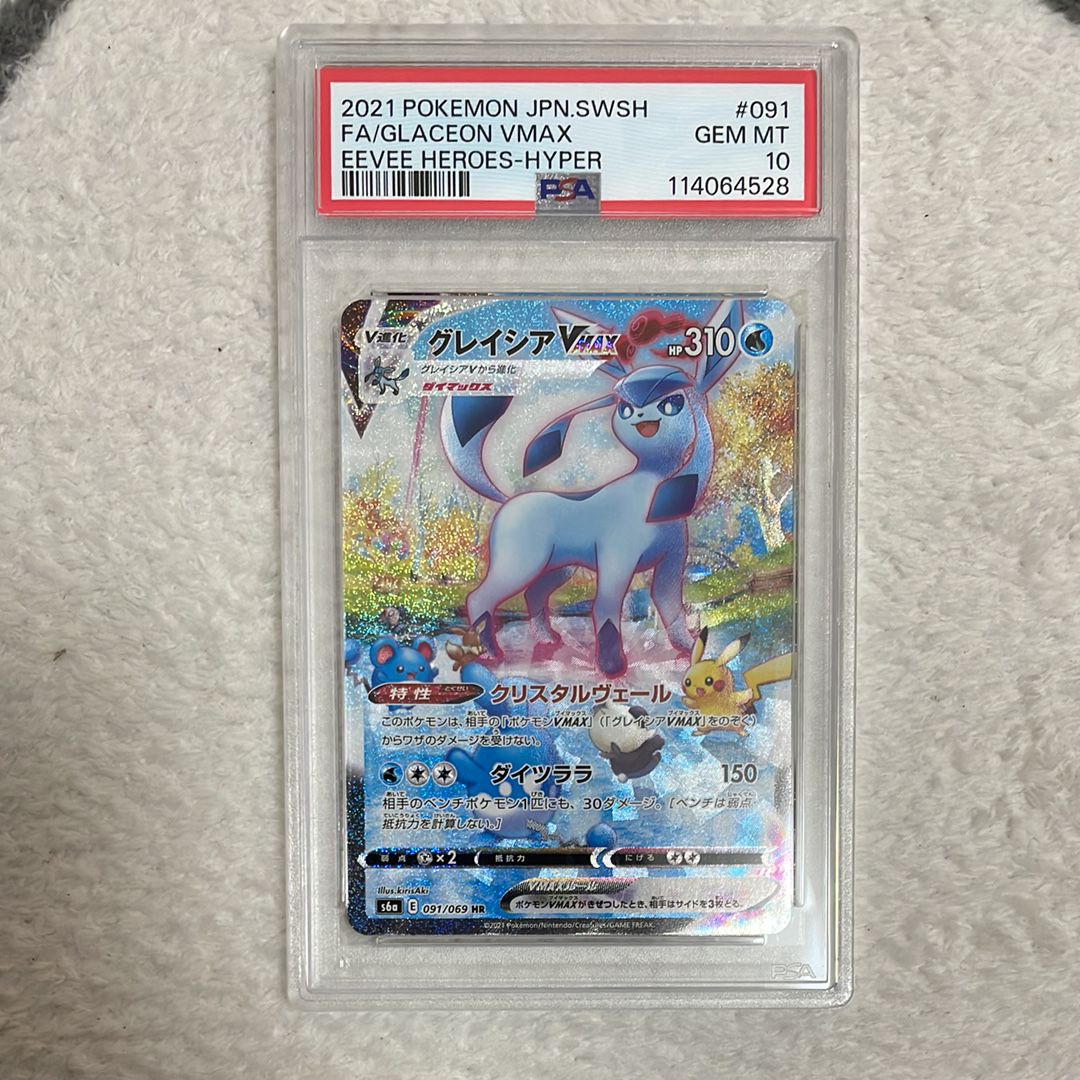 2021 POKEMON JPN.SWSH #091
FA/GLACEON VMAX GEM MT
EEVEE HEROES-HYPER 10
PSA 114064528
V進化 グレイシアVMAX HP310
グレイシアVから進化
ダイマックス
特性 とくせい クリスタルヴェール
このポケモンは、相手の「ポケモンVMAX」(「グレイシアVMAX」をのぞく)
からワザのダメージを受けない。
ダイツララ 150
相手のベンチポケモン1匹にも、30ダメージ。[ベンチは弱点・
抵抗力を計算しない。]
弱点 ×2 抵抗力 にげる
VMAXルール
Illus.kirisAki
ポケモンVMAXがきぜつしたとき、相手はサイドを3枚とる。
s6a E 091/069 HR
©2021 Pokémon/Nintendo/Creatures/GAME FREAK.
PSA